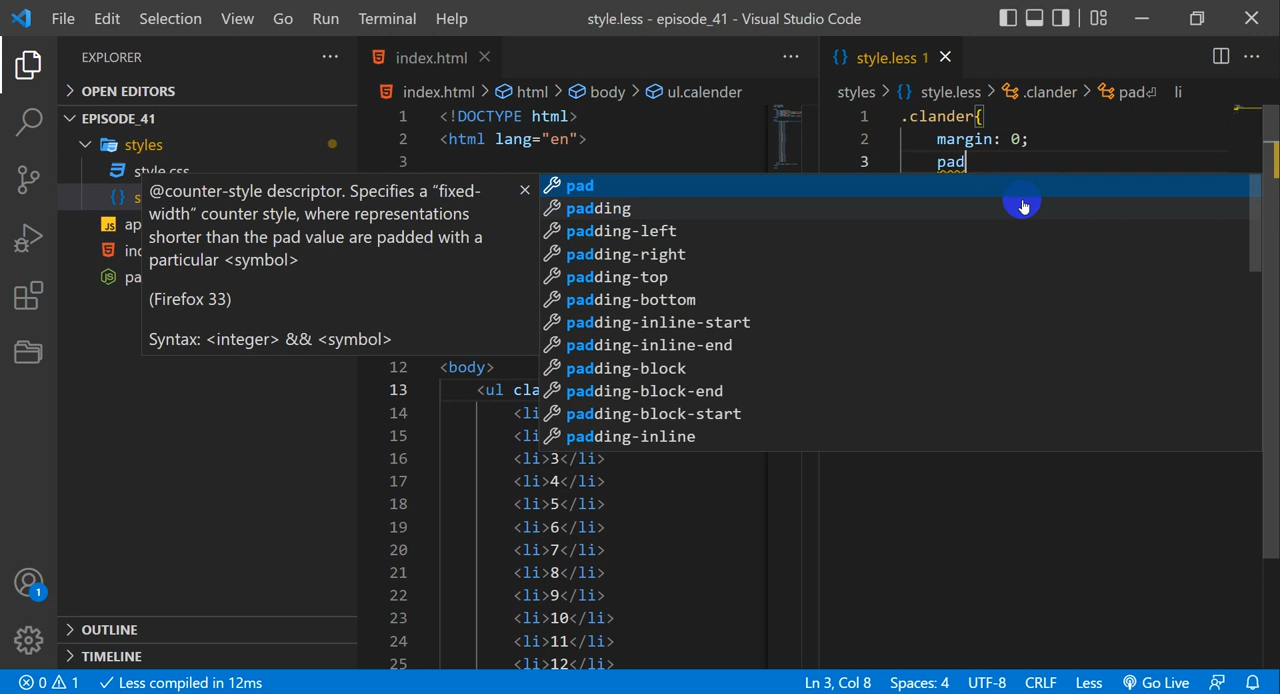 File Edit Selection View Go Run Terminal Help
style.less - episode_41 - Visual Studio Code
EXPLORER
OPEN EDITORS
EPISODE_41
styles
style.css
s
ap
ind
pa
@counter-style descriptor. Specifies a “fixed-
width” counter style, where representations
shorter than the pad value are padded with a
particular <symbol>
(Firefox 33)
Syntax: <integer> && <symbol>
OUTLINE
TIMELINE
index.html
index.html > html > body > ul.calender
1 <!DOCTYPE html>
2 <html lang="en">
3
12 <body>
13 <ul cla
14 <li
15 <li
16 <li>3</li>
17 <li>4</li>
18 <li>5</li>
19 <li>6</li>
20 <li>7</li>
21 <li>8</li>
22 <li>9</li>
23 <li>10</li>
24 <li>11</li>
25 <li>12</li>
style.less 1
styles > {} style.less > .clander > pad⏎ li
1 .clander{
2 margin: 0;
3 pad
pad
padding
padding-left
padding-right
padding-top
padding-bottom
padding-inline-start
padding-inline-end
padding-block
padding-block-end
padding-block-start
padding-inline
1
0 1 Less compiled in 12ms
Ln 3, Col 8 Spaces: 4 UTF-8 CRLF Less Go Live